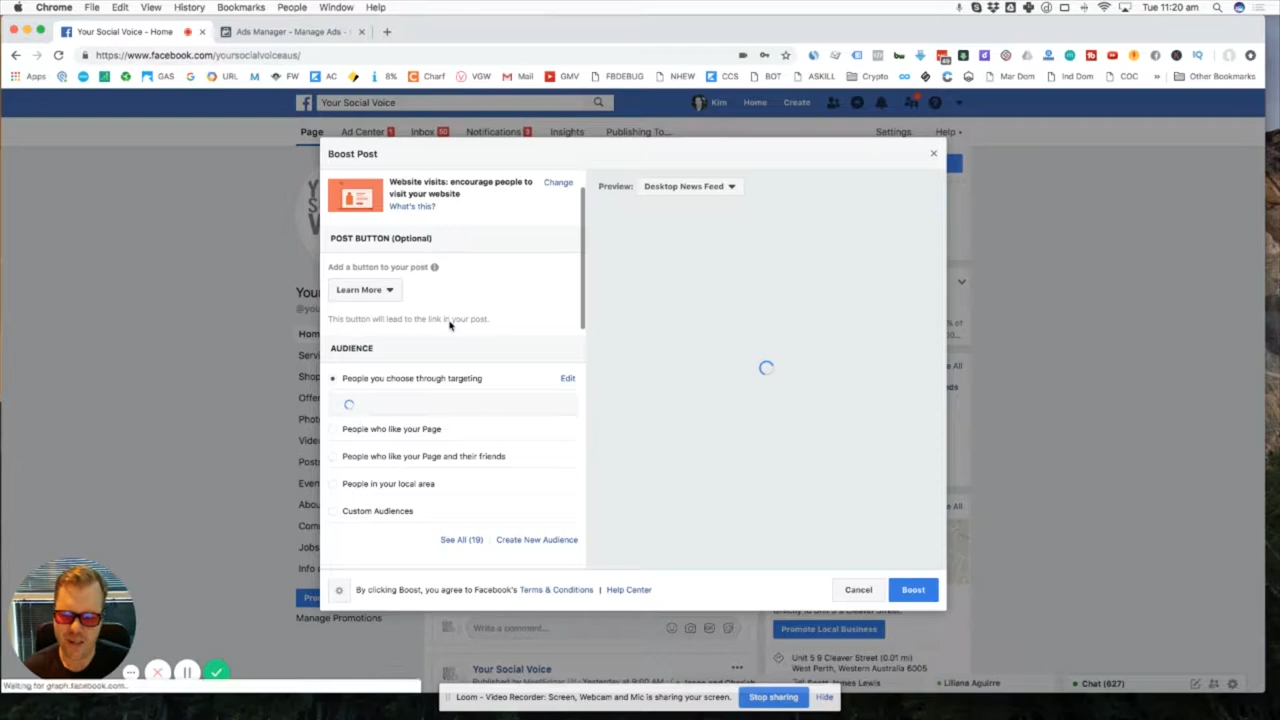 Chrome File Edit View History Bookmarks People Window Help Tue 11:20 am
Your Social Voice - Home Ads Manager - Manage Ads -
https://www.facebook.com/yoursocialvoiceaus/
Apps GAS URL FW AC 8% Charf VGW Mail GMV FBDEBUG NHEW CCS BOT ASKILL Crypto Mar Dom Ind Dom COC » Other Bookmarks
Your Social Voice Kim Home Create
Page Ad Center Inbox Notifications Insights Publishing To... Settings Help
Boost Post
Website visits: encourage people to Change
visit your website
What's this?
Preview: Desktop News Feed
POST BUTTON (Optional)
Add a button to your post
Learn More
This button will lead to the link in your post.
AUDIENCE
People you choose through targeting Edit
People who like your Page
People who like your Page and their friends
People in your local area
Custom Audiences
See All (19) Create New Audience
By clicking Boost, you agree to Facebook's Terms & Conditions | Help Center Cancel Boost
Manage Promotions
Write a comment...
Promote Local Business
Your Social Voice
Unit 5 9 Cleaver Street (0.01 mi)
West Perth, Western Australia 6005
Waiting for graph.facebook.com...
Liliana Aguirre
Chat (627)
Loom – Video Recorder: Screen, Webcam and Mic is sharing your screen. Stop sharing Hide